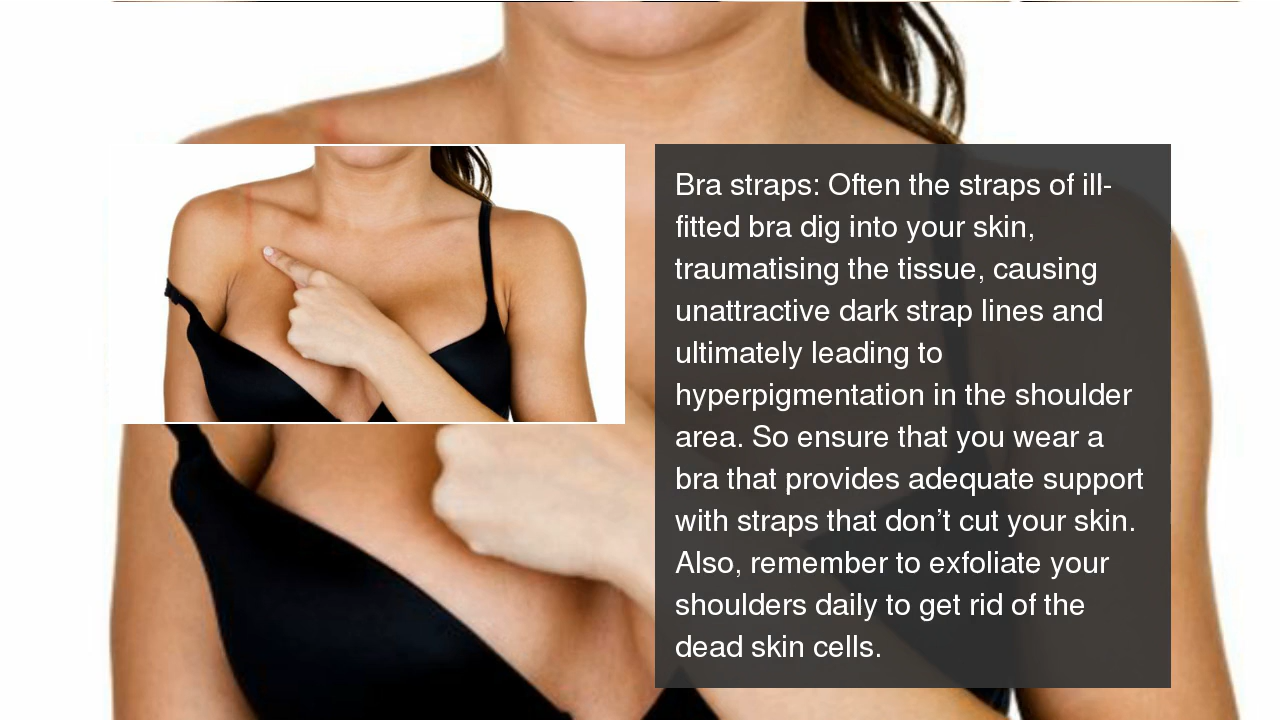 Bra straps: Often the straps of ill-
fitted bra dig into your skin,
traumatising the tissue, causing
unattractive dark strap lines and
ultimately leading to
hyperpigmentation in the shoulder
area. So ensure that you wear a
bra that provides adequate support
with straps that don’t cut your skin.
Also, remember to exfoliate your
shoulders daily to get rid of the
dead skin cells.